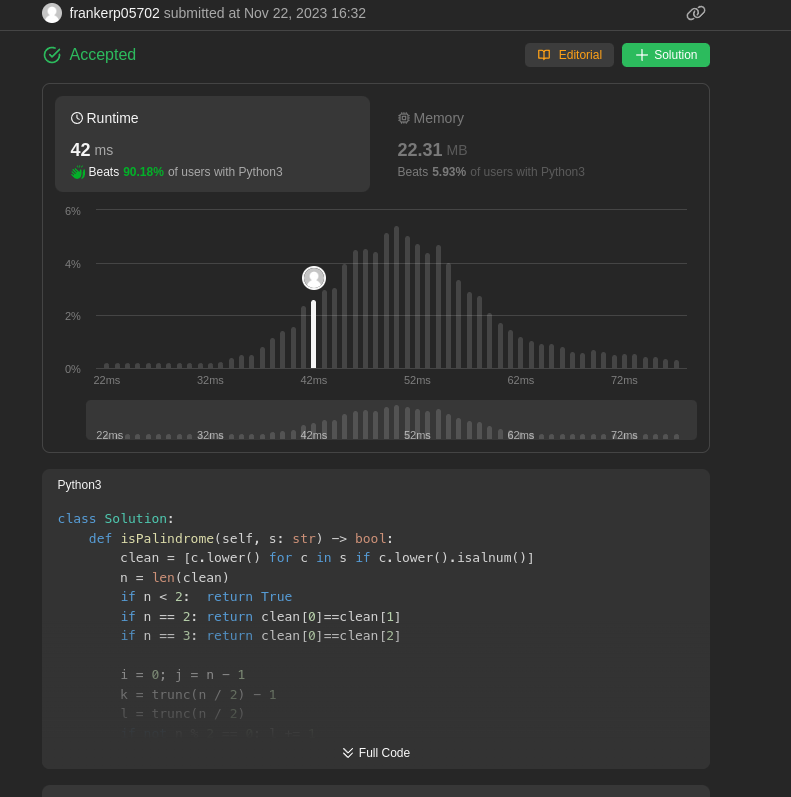 frankerp05702 submitted at Nov 22, 2023 16:32
Accepted
Editorial
Solution
Runtime
42 ms
Beats 90.18% of users with Python3
Memory
22.31 MB
Beats 5.93% of users with Python3
6%
4%
2%
0%
22ms 32ms 42ms 52ms 62ms 72ms
22ms 32ms 42ms 52ms 62ms 72ms
Python3
class Solution:
    def isPalindrome(self, s: str) -> bool:
        clean = [c.lower() for c in s if c.lower().isalnum()]
        n = len(clean)
        if n < 2:  return True
        if n == 2: return clean[0]==clean[1]
        if n == 3: return clean[0]==clean[2]
        i = 0; j = n - 1
        k = trunc(n / 2) - 1
        l = trunc(n / 2)
Full Code